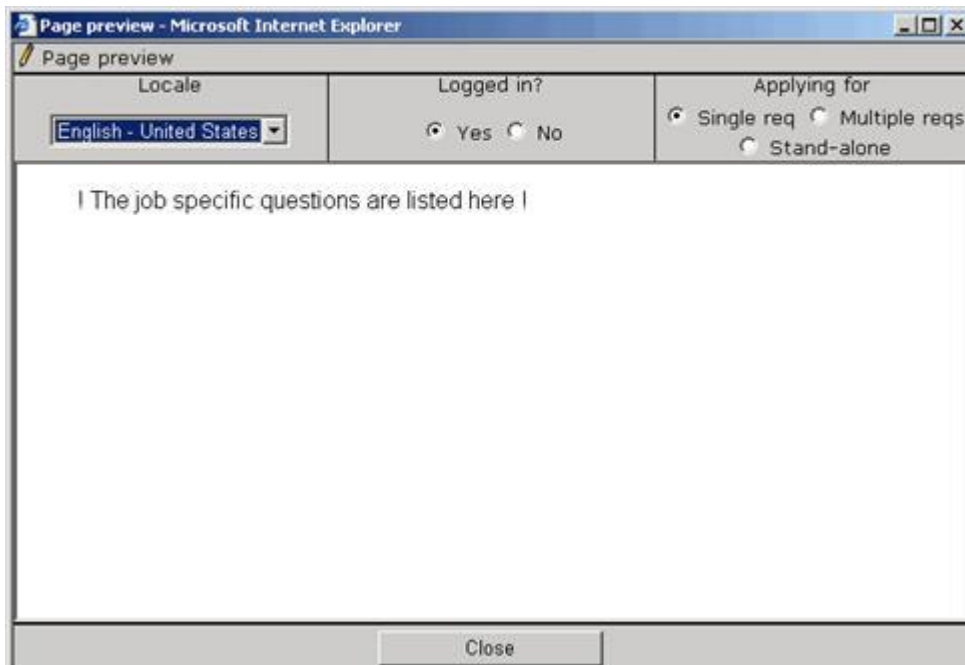 Page preview - Microsoft Internet Explorer
Page preview
Locale
Logged in?
Applying for
English - United States
Yes No
Single req Multiple reqs
Stand-alone
! The job specific questions are listed here !
Close